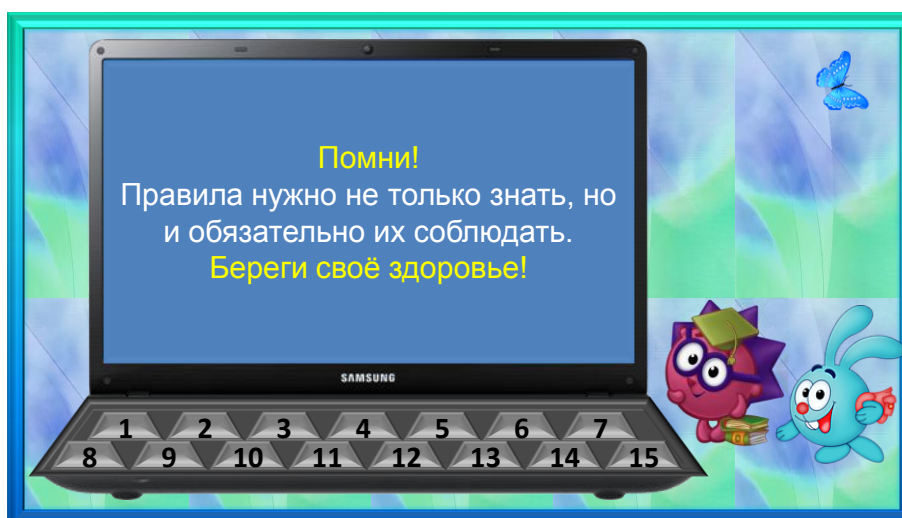 Помни!
Правила нужно не только знать, но
и обязательно их соблюдать.
Береги своё здоровье!
SAMSUNG
1 2 3 4 5 6 7
8 9 10 11 12 13 14 15